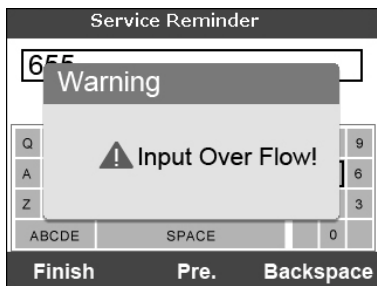 Service Reminder
655
Warning
Input Over Flow!
Q 9
A 6
Z 3
ABCDE SPACE 0
Finish Pre. Backspace